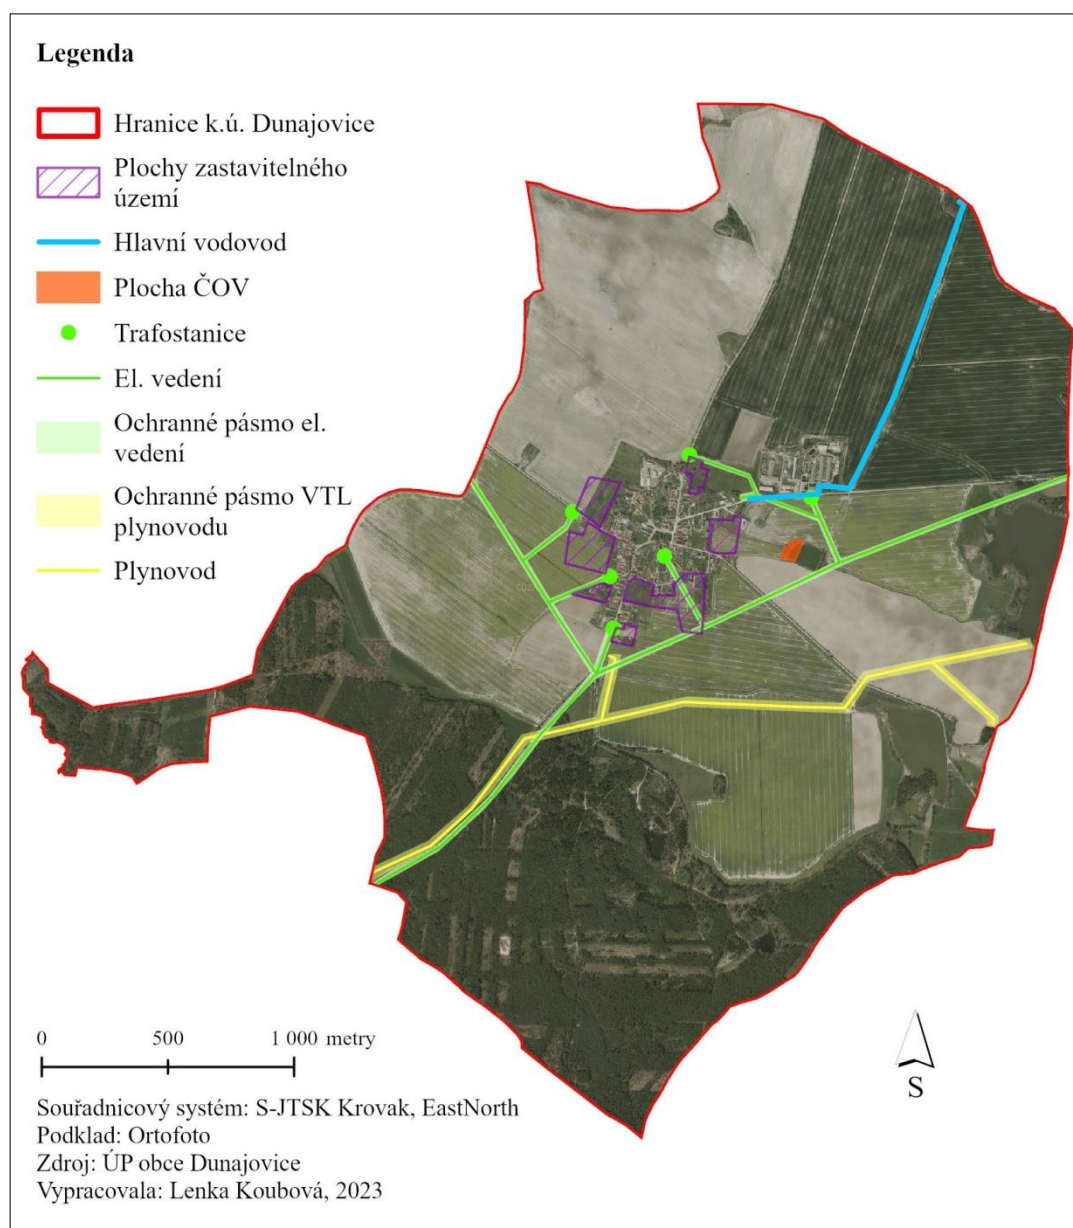 Legenda
Hranice k.ú. Dunajovice
Plochy zastavitelného
území
Hlavní vodovod
Plocha ČOV
Trafostanice
El. vedení
Ochranné pásmo el.
vedení
Ochranné pásmo VTL
plynovodu
Plynovod
0 500 1 000 metry
S
Souřadnicový systém: S-JTSK Krovak, EastNorth
Podklad: Ortofoto
Zdroj: ÚP obce Dunajovice
Vypracovala: Lenka Koubová, 2023